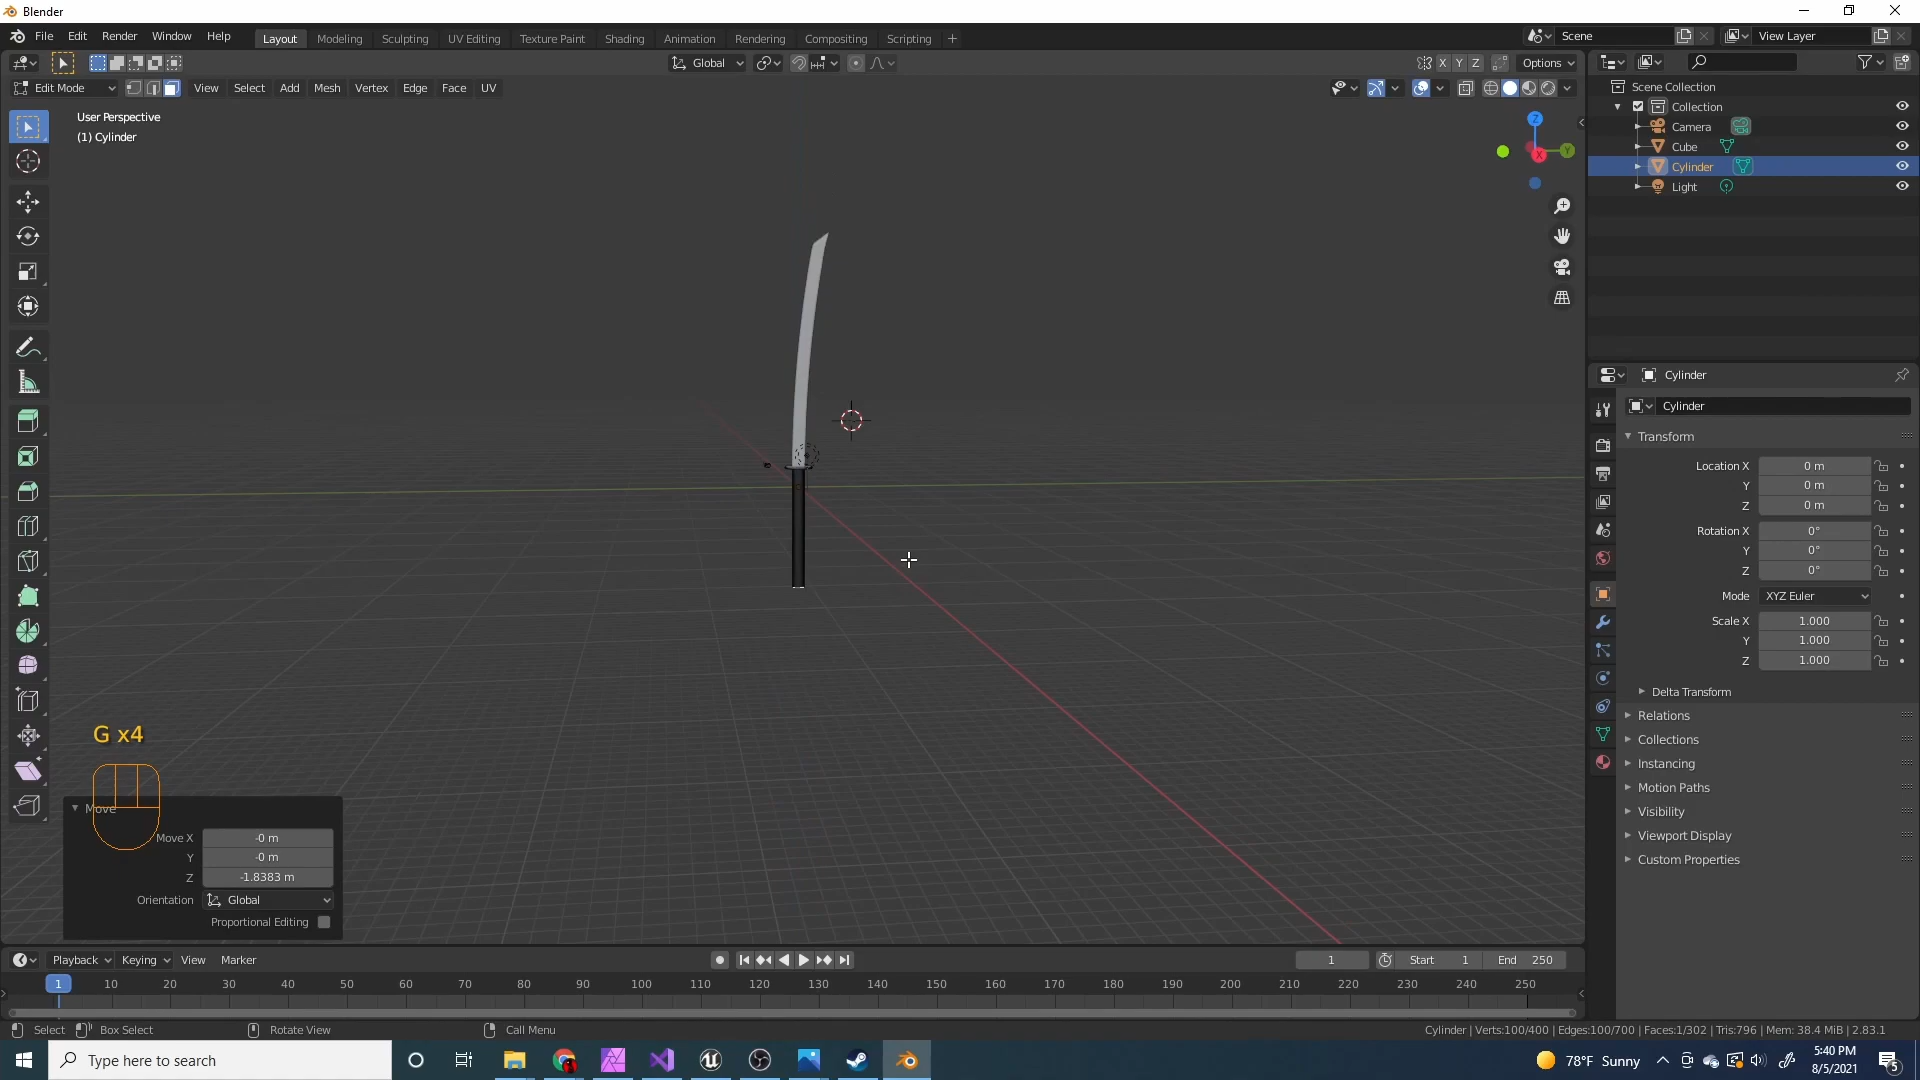 Blender
File Edit Render Window Help Layout Modeling Sculpting UV Editing Texture Paint Shading Animation Rendering Compositing Scripting + Scene View Layer
Global X Y Z Options
Edit Mode View Select Add Mesh Vertex Edge Face UV
User Perspective
(1) Cylinder
Z
Y
X
Scene Collection
Collection
Camera
Cube
Cylinder
Light
Cylinder
Cylinder
Transform
Location X 0 m
Y 0 m
Z 0 m
Rotation X 0°
Y 0°
Z 0°
Mode XYZ Euler
Scale X 1.000
Y 1.000
Z 1.000
Delta Transform
Relations
Collections
Instancing
Motion Paths
Visibility
Viewport Display
Custom Properties
G x4
Move
Move X -0 m
Y -0 m
Z -1.8383 m
Orientation Global
Proportional Editing
Playback Keying View Marker 1 Start 1 End 250
1 10 20 30 40 50 60 70 80 90 100 110 120 130 140 150 160 170 180 190 200 210 220 230 240 250
Select Box Select Rotate View Call Menu Cylinder | Verts:100/400 | Edges:100/700 | Faces:1/302 | Tris:796 | Mem: 38.4 MiB | 2.83.1
Type here to search 78°F Sunny 5:40 PM
8/5/2021
5